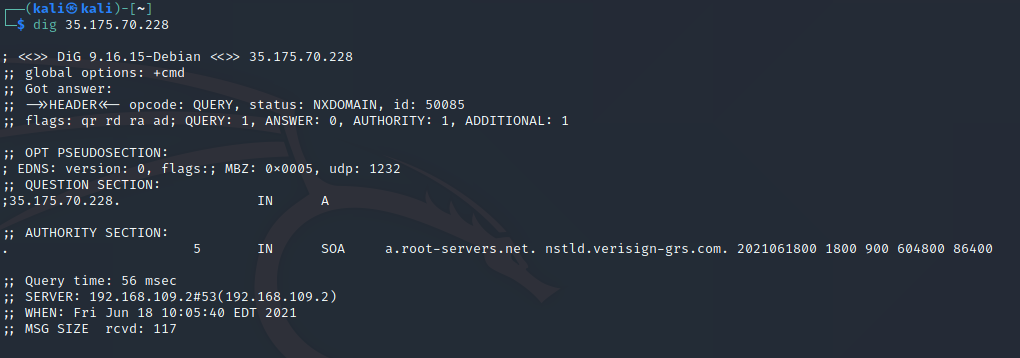 ┌──(kali㉿kali)-[~]
└─$ dig 35.175.70.228

; <<>> DiG 9.16.15-Debian <<>> 35.175.70.228
;; global options: +cmd
;; Got answer:
;; ->>HEADER<<- opcode: QUERY, status: NXDOMAIN, id: 50085
;; flags: qr rd ra ad; QUERY: 1, ANSWER: 0, AUTHORITY: 1, ADDITIONAL: 1

;; OPT PSEUDOSECTION:
; EDNS: version: 0, flags:; MBZ: 0x0005, udp: 1232
;; QUESTION SECTION:
;35.175.70.228. IN A

;; AUTHORITY SECTION:
. 5 IN SOA a.root-servers.net. nstld.verisign-grs.com. 2021061800 1800 900 604800 86400

;; Query time: 56 msec
;; SERVER: 192.168.109.2#53(192.168.109.2)
;; WHEN: Fri Jun 18 10:05:40 EDT 2021
;; MSG SIZE rcvd: 117